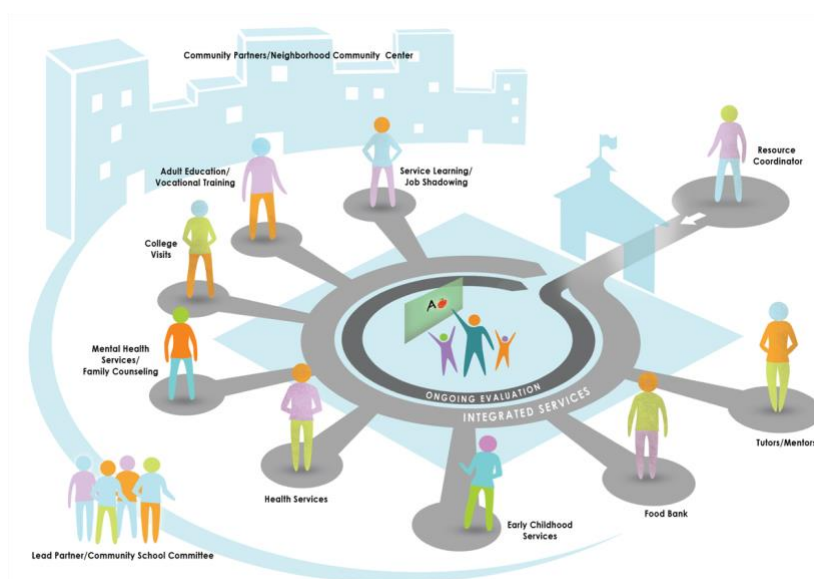 Community Partners/Neighborhood Community Center
Adult Education/
Vocational Training
Service Learning/
Job Shadowing
Resource
Coordinator
College
Visits
A
Mental Health
Services/
Family Counseling
ONGOING EVALUATION
INTEGRATED SERVICES
Tutors/Mentors
Health Services
Food Bank
Early Childhood
Services
Lead Partner/Community School Committee